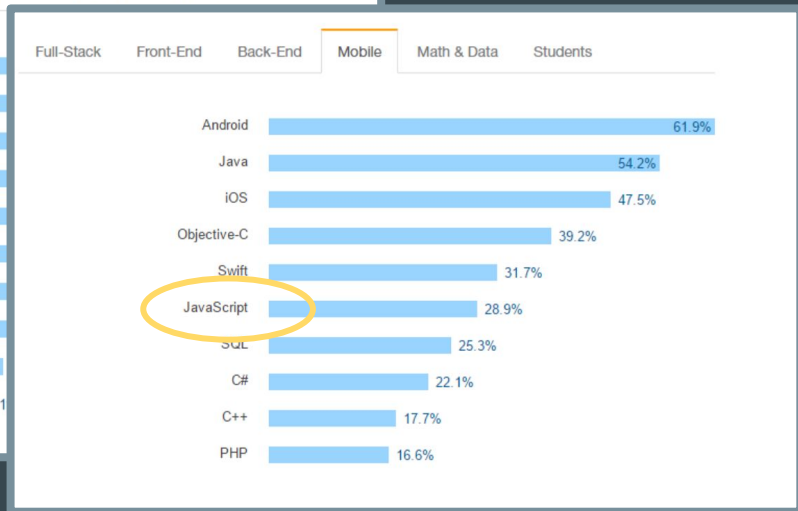 Full-Stack Front-End Back-End Mobile Math & Data Students
Android 61.9%
Java 54.2%
iOS 47.5%
Objective-C 39.2%
Swift 31.7%
JavaScript 28.9%
SQL 25.3%
C# 22.1%
C++ 17.7%
PHP 16.6%